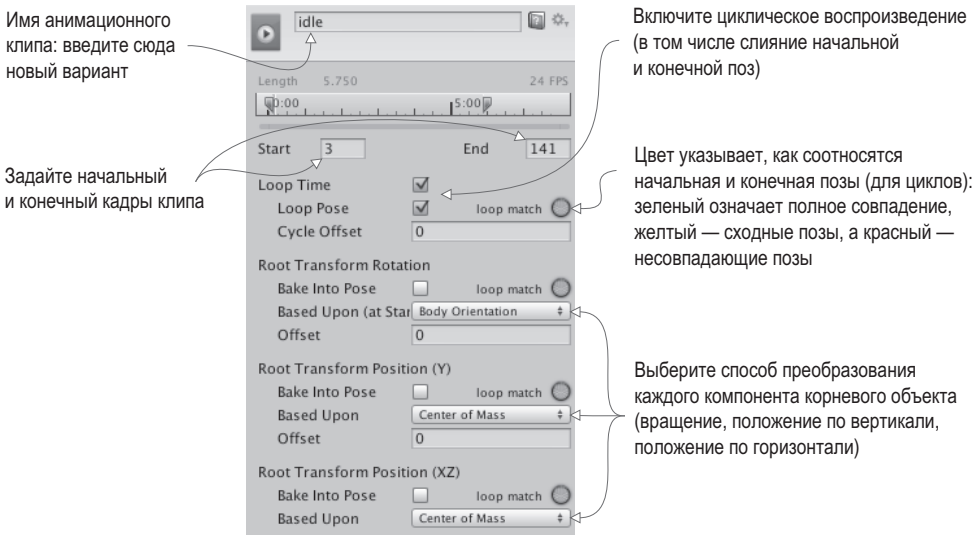 Имя анимационного
клипа: введите сюда
новый вариант
Задайте начальный
и конечный кадры клипа
idle
Length 5.750 24 FPS
0:00 5:00
Start 3 End 141
Loop Time
Loop Pose loop match
Cycle Offset 0
Root Transform Rotation
Bake Into Pose loop match
Based Upon (at Star Body Orientation
Offset 0
Root Transform Position (Y)
Bake Into Pose loop match
Based Upon Center of Mass
Offset 0
Root Transform Position (XZ)
Bake Into Pose loop match
Based Upon Center of Mass
Включите циклическое воспроизведение
(в том числе слияние начальной
и конечной поз)
Цвет указывает, как соотносятся
начальная и конечная позы (для циклов):
зеленый означает полное совпадение,
желтый — сходные позы, а красный —
несовпадающие позы
Выберите способ преобразования
каждого компонента корневого объекта
(вращение, положение по вертикали,
положение по горизонтали)